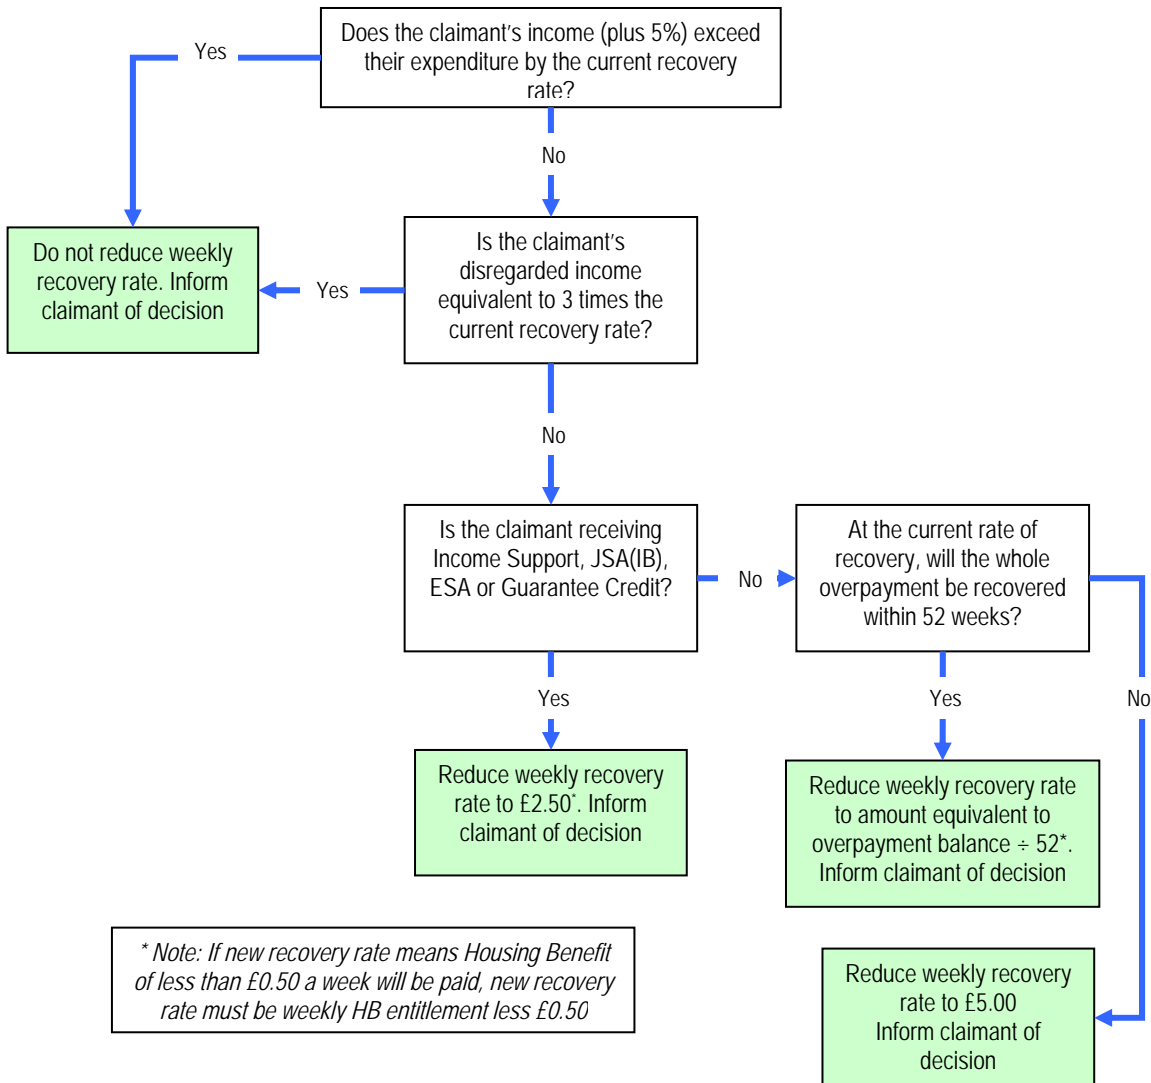 Does the claimant's income (plus 5%) exceed
their expenditure by the current recovery
rate?
Yes
No
Do not reduce weekly
recovery rate. Inform
claimant of decision
Yes
Is the claimant's
disregarded income
equivalent to 3 times the
current recovery rate?
No
Is the claimant receiving
Income Support, JSA(IB),
ESA or Guarantee Credit?
No
At the current rate of
recovery, will the whole
overpayment be recovered
within 52 weeks?
Yes
Yes
No
Reduce weekly recovery
rate to £2.50*. Inform
claimant of decision
Reduce weekly recovery rate
to amount equivalent to
overpayment balance ÷ 52*.
Inform claimant of decision
* Note: If new recovery rate means Housing Benefit
of less than £0.50 a week will be paid, new recovery
rate must be weekly HB entitlement less £0.50
Reduce weekly recovery
rate to £5.00
Inform claimant of
decision